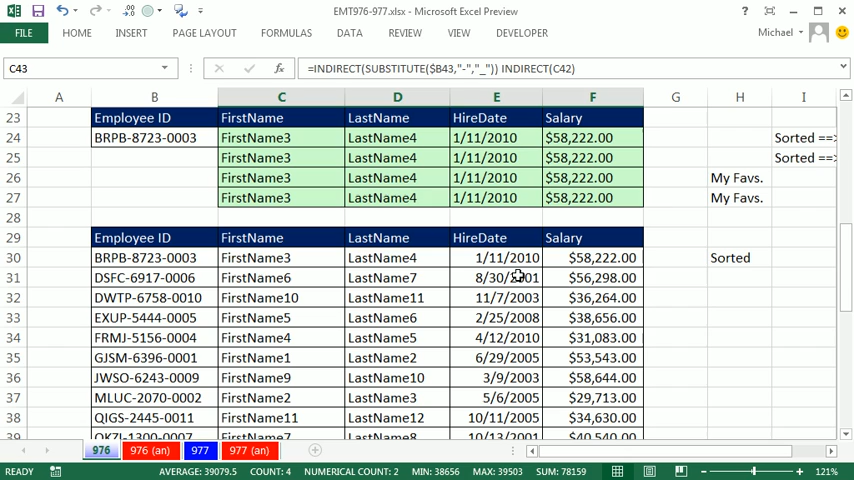 EMT976-977.xlsx - Microsoft Excel Preview
FILE HOME INSERT PAGE LAYOUT FORMULAS DATA REVIEW VIEW DEVELOPER Michael
C43 fx =INDIRECT(SUBSTITUTE($B43,"-","_")) INDIRECT(C42)
A B C D E F G H I
23 Employee ID FirstName LastName HireDate Salary
24 BRPB-8723-0003 FirstName3 LastName4 1/11/2010 $58,222.00 Sorted ==>
25 FirstName3 LastName4 1/11/2010 $58,222.00 Sorted ==>
26 FirstName3 LastName4 1/11/2010 $58,222.00 My Favs.
27 FirstName3 LastName4 1/11/2010 $58,222.00 My Favs.
28
29 Employee ID FirstName LastName HireDate Salary
30 BRPB-8723-0003 FirstName3 LastName4 1/11/2010 $58,222.00 Sorted
31 DSFC-6917-0006 FirstName6 LastName7 8/30/2001 $56,298.00
32 DWTP-6758-0010 FirstName10 LastName11 11/7/2003 $36,264.00
33 EXUP-5444-0005 FirstName5 LastName6 2/25/2008 $38,656.00
34 FRMJ-5156-0004 FirstName4 LastName5 4/12/2010 $31,083.00
35 GJSM-6396-0001 FirstName1 LastName2 6/29/2005 $53,543.00
36 JWSO-6243-0009 FirstName9 LastName10 3/9/2003 $58,644.00
37 MLUC-2070-0002 FirstName2 LastName3 5/6/2005 $29,713.00
38 QIGS-2445-0011 FirstName11 LastName12 10/11/2005 $34,630.00
39 QKZI-1300-0007 FirstName7 LastName8 10/13/2001 $40,540.00
976 976 (an) 977 977 (an)
READY AVERAGE: 39079.5 COUNT: 4 NUMERICAL COUNT: 2 MIN: 38656 MAX: 39503 SUM: 78159 121%